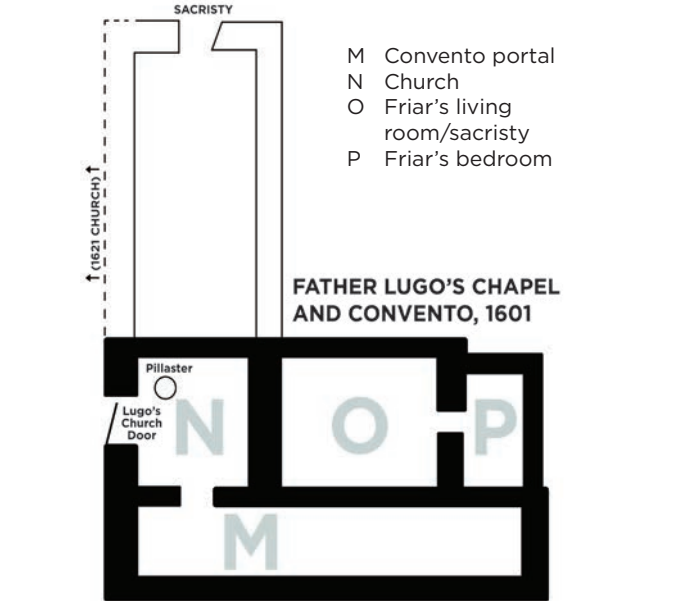 SACRISTY
M Convento portal
N Church
O Friar’s living
room/sacristy
P Friar’s bedroom
(1621 CHURCH)
FATHER LUGO’S CHAPEL
AND CONVENTO, 1601
Pillaster
Lugo’s
Church
Door
N
O
P
M